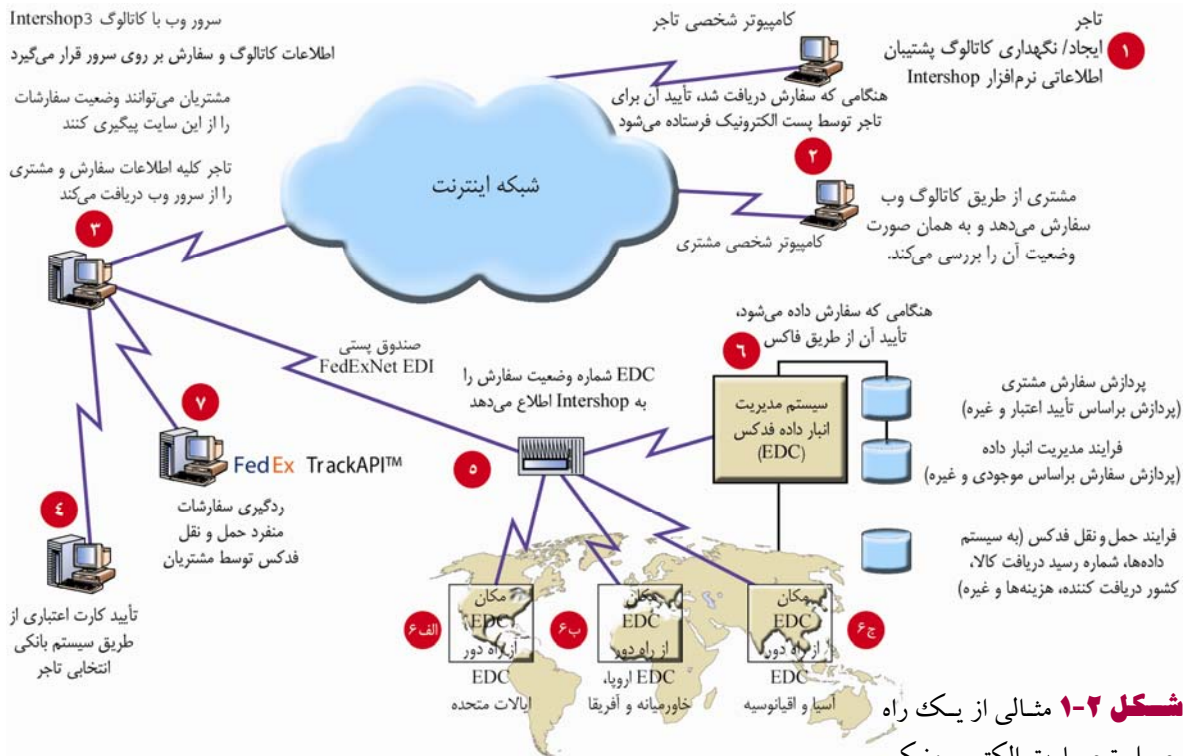 سرور وب با کاتالوگ Intershop3
اطلاعات کاتالوگ و سفارش بر روی سرور قرار می‌گیرد
مشتریان می‌توانند وضعیت سفارشات
را از این سایت پیگیری کنند
تاجر کلیه اطلاعات سفارش و مشتری
را از سرور وب دریافت می‌کند
۳
کامپیوتر شخصی تاجر
تاجر
۱
ایجاد/ نگهداری کاتالوگ پشتیبان
اطلاعاتی نرم‌افزار Intershop
هنگامی که سفارش دریافت شد، تأیید آن برای
تاجر توسط پست الکترونیک فرستاده می‌شود
۲
شبکه اینترنت
مشتری از طریق کاتالوگ وب
سفارش می‌دهد و به همان صورت
وضعیت آن را بررسی می‌کند.
کامپیوتر شخصی مشتری
هنگامی که سفارش داده می‌شود،
تأیید آن از طریق فاکس
۶
صندوق پستی
FedExNet EDI
EDC شماره وضعیت سفارش را
به Intershop اطلاع می‌دهد
سیستم مدیریت
انبار داده فدکس
(EDC)
پردازش سفارش مشتری
(پردازش براساس تأیید اعتبار و غیره)
فرایند مدیریت انبار داده
(پردازش سفارش براساس موجودی و غیره)
فرایند حمل و نقل فدکس (به سیستم
داده‌ها، شماره رسید دریافت کالا،
کشور دریافت کننده، هزینه‌ها و غیره)
۵
۷
FedEx TrackAPI™
ردگیری سفارشات
منفرد حمل و نقل
فدکس توسط مشتریان
۴
تأیید کارت اعتباری از
طریق سیستم بانکی
انتخابی تاجر
۶الف
مکان
EDC
از راه دور
EDC
ایالات متحده
۶ب
مکان
EDC
از راه دور
EDC اروپا،
خاورمیانه و آفریقا
۶ج
مکان
EDC
از راه دور
EDC
آسیا و اقیانوسیه
شکل ۲-۱ مثالی از یک راه